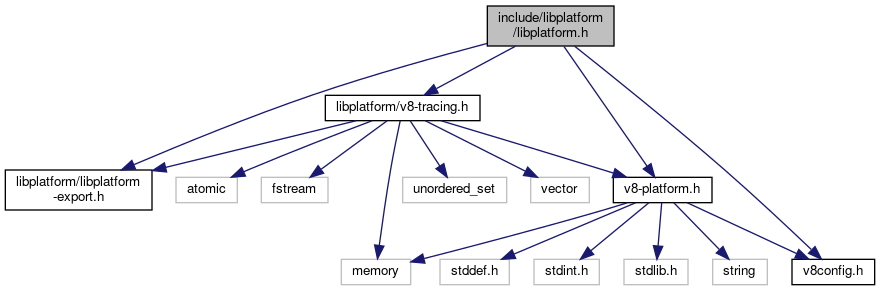 include/libplatform
/libplatform.h
libplatform/v8-tracing.h
libplatform/libplatform
-export.h
atomic
fstream
unordered_set
vector
v8-platform.h
memory
stddef.h
stdint.h
stdlib.h
string
v8config.h